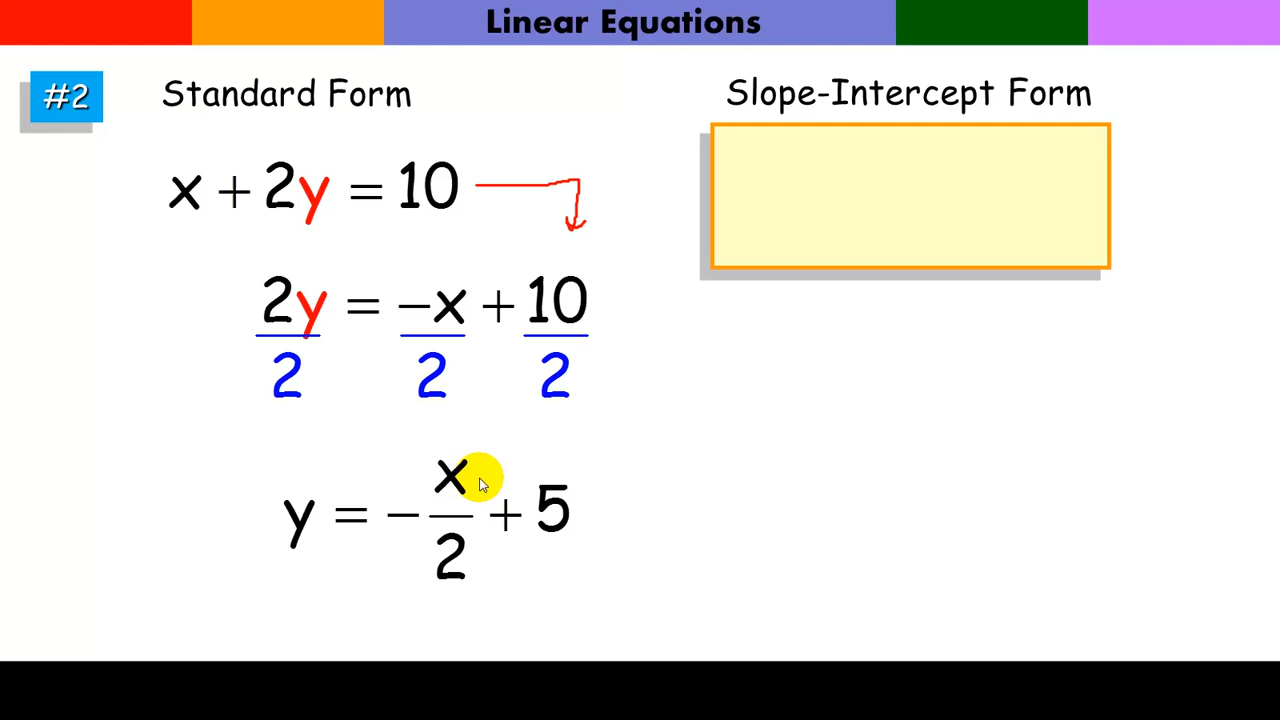 Linear Equations
#2
Standard Form
x + 2y = 10
2y/2 = -x/2 + 10/2
y = -x/2 + 5
Slope-Intercept Form